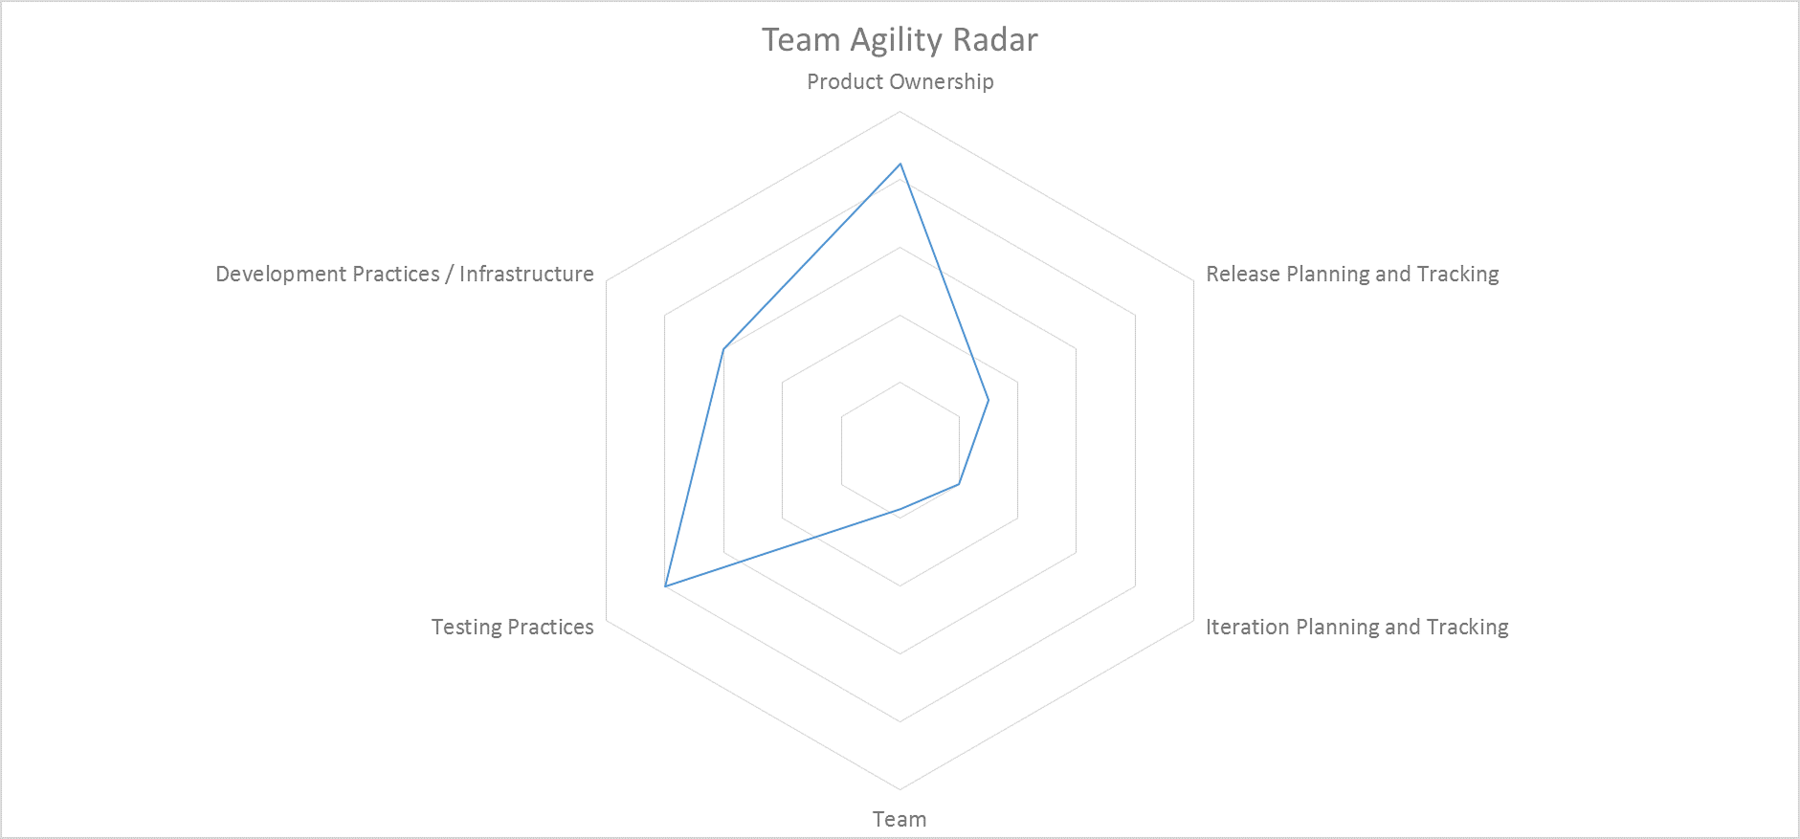 Team Agility Radar
Product Ownership
Development Practices / Infrastructure
Release Planning and Tracking
Testing Practices
Iteration Planning and Tracking
Team